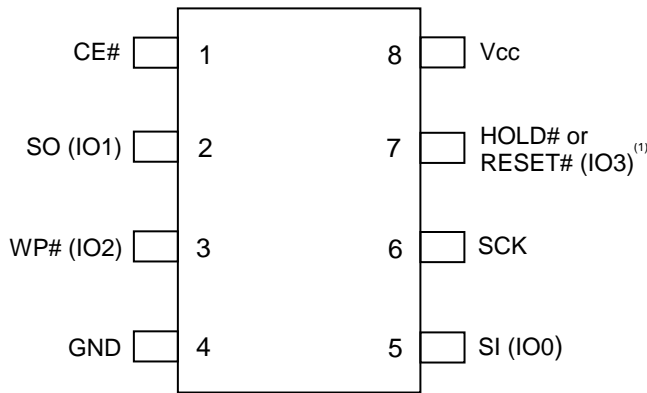 CE# 1 8 Vcc
SO (IO1) 2 7 HOLD# or
RESET# (IO3)(1)
WP# (IO2) 3 6 SCK
GND 4 5 SI (IO0)